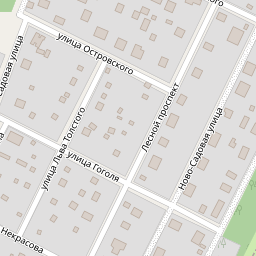 улица Островского
Садовая улица
Лесной проспект
улица Льва Толстого
Ново-Садовая улица
улица Гоголя
Некрасова